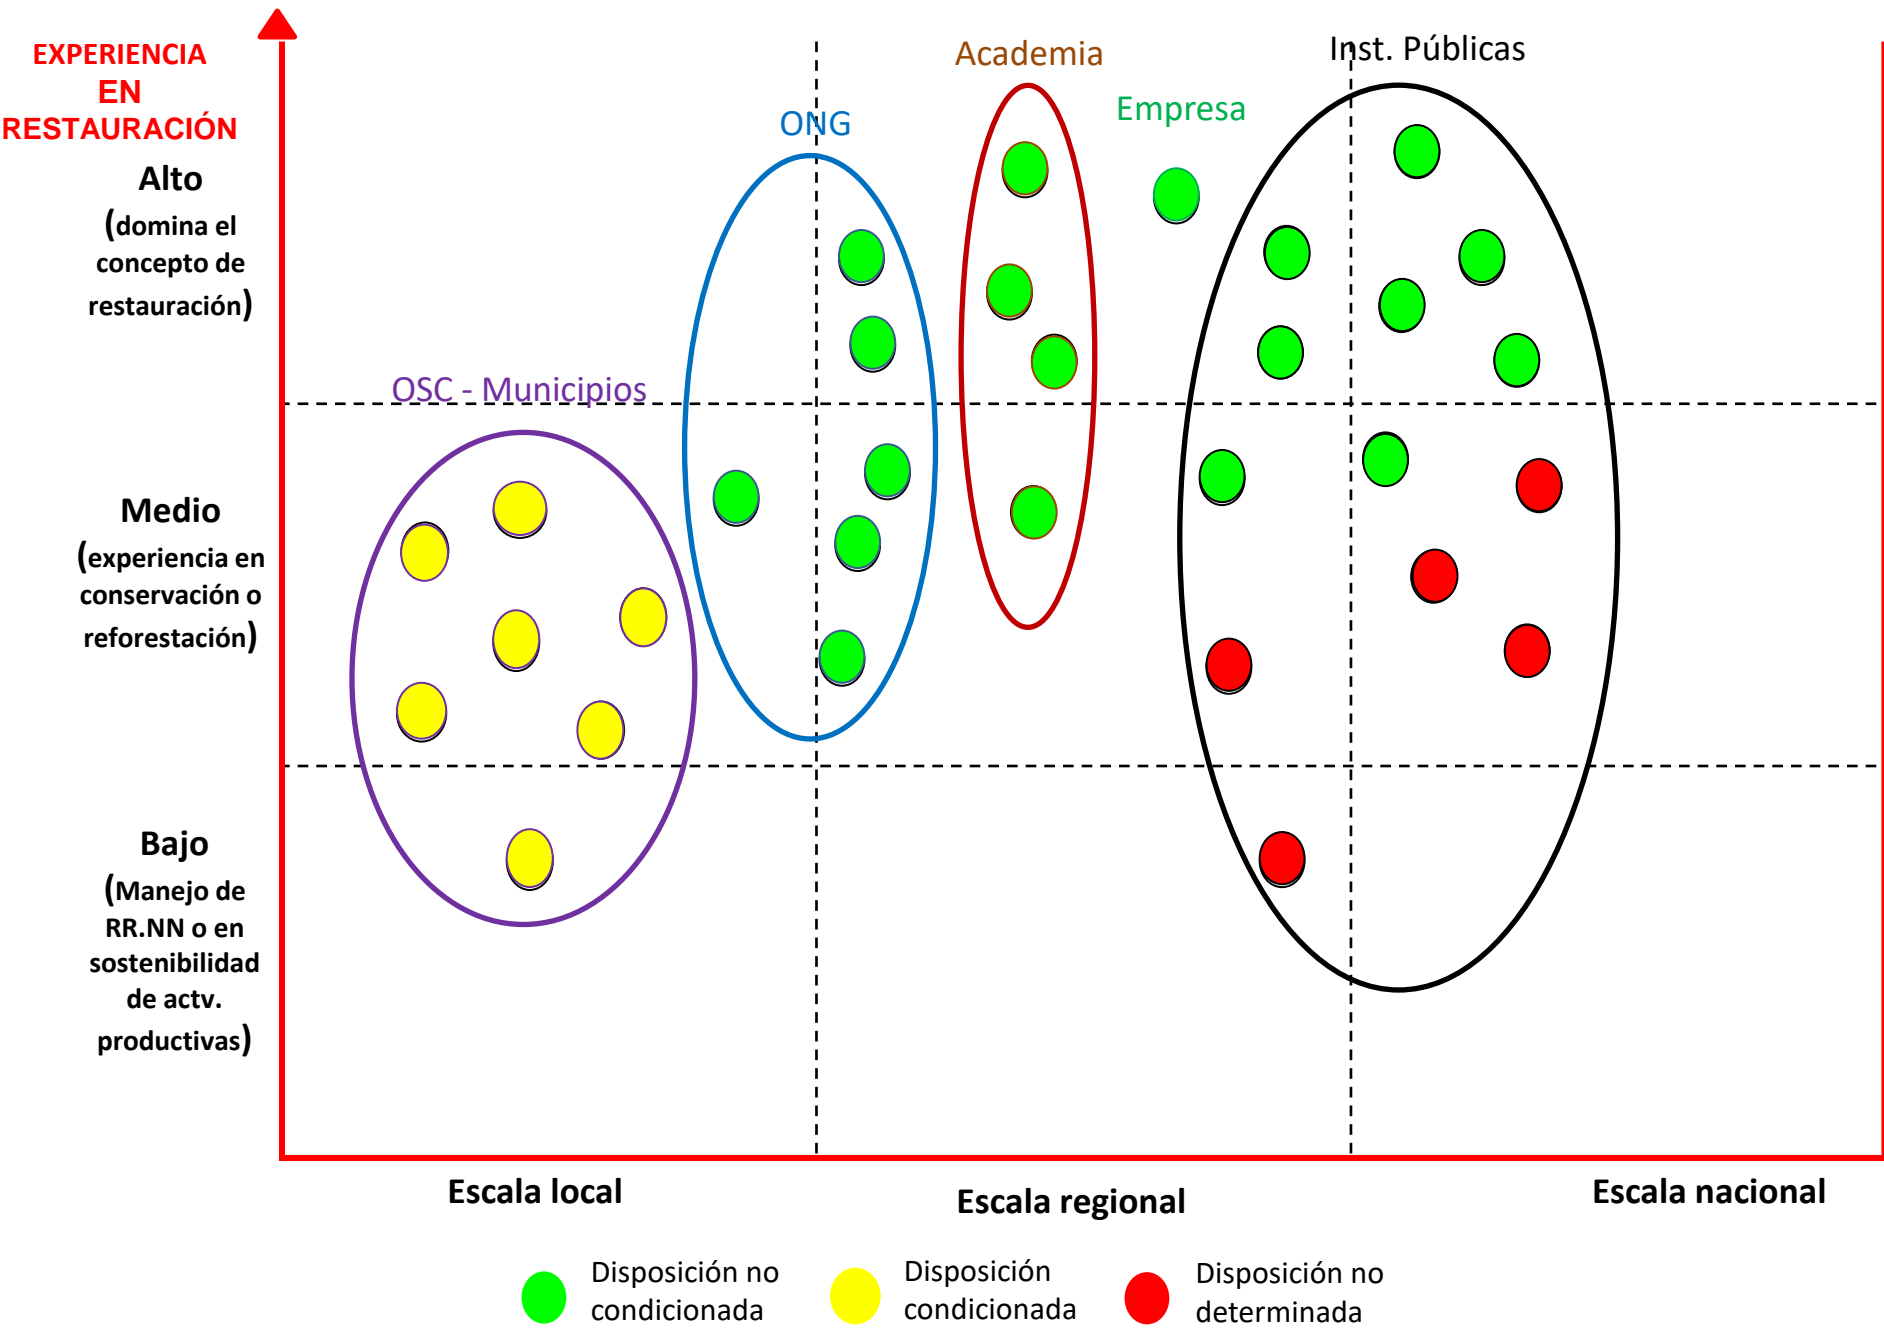 EXPERIENCIA
EN
RESTAURACIÓN
Alto
(domina el
concepto de
restauración)
Medio
(experiencia en
conservación o
reforestación)
Bajo
(Manejo de
RR.NN o en
sostenibilidad
de actv.
productivas)
OSC - Municipios
ONG
Academia
Empresa
Inst. Públicas
Escala local
Escala regional
Escala nacional
Disposición no
condicionada
Disposición
condicionada
Disposición no
determinada